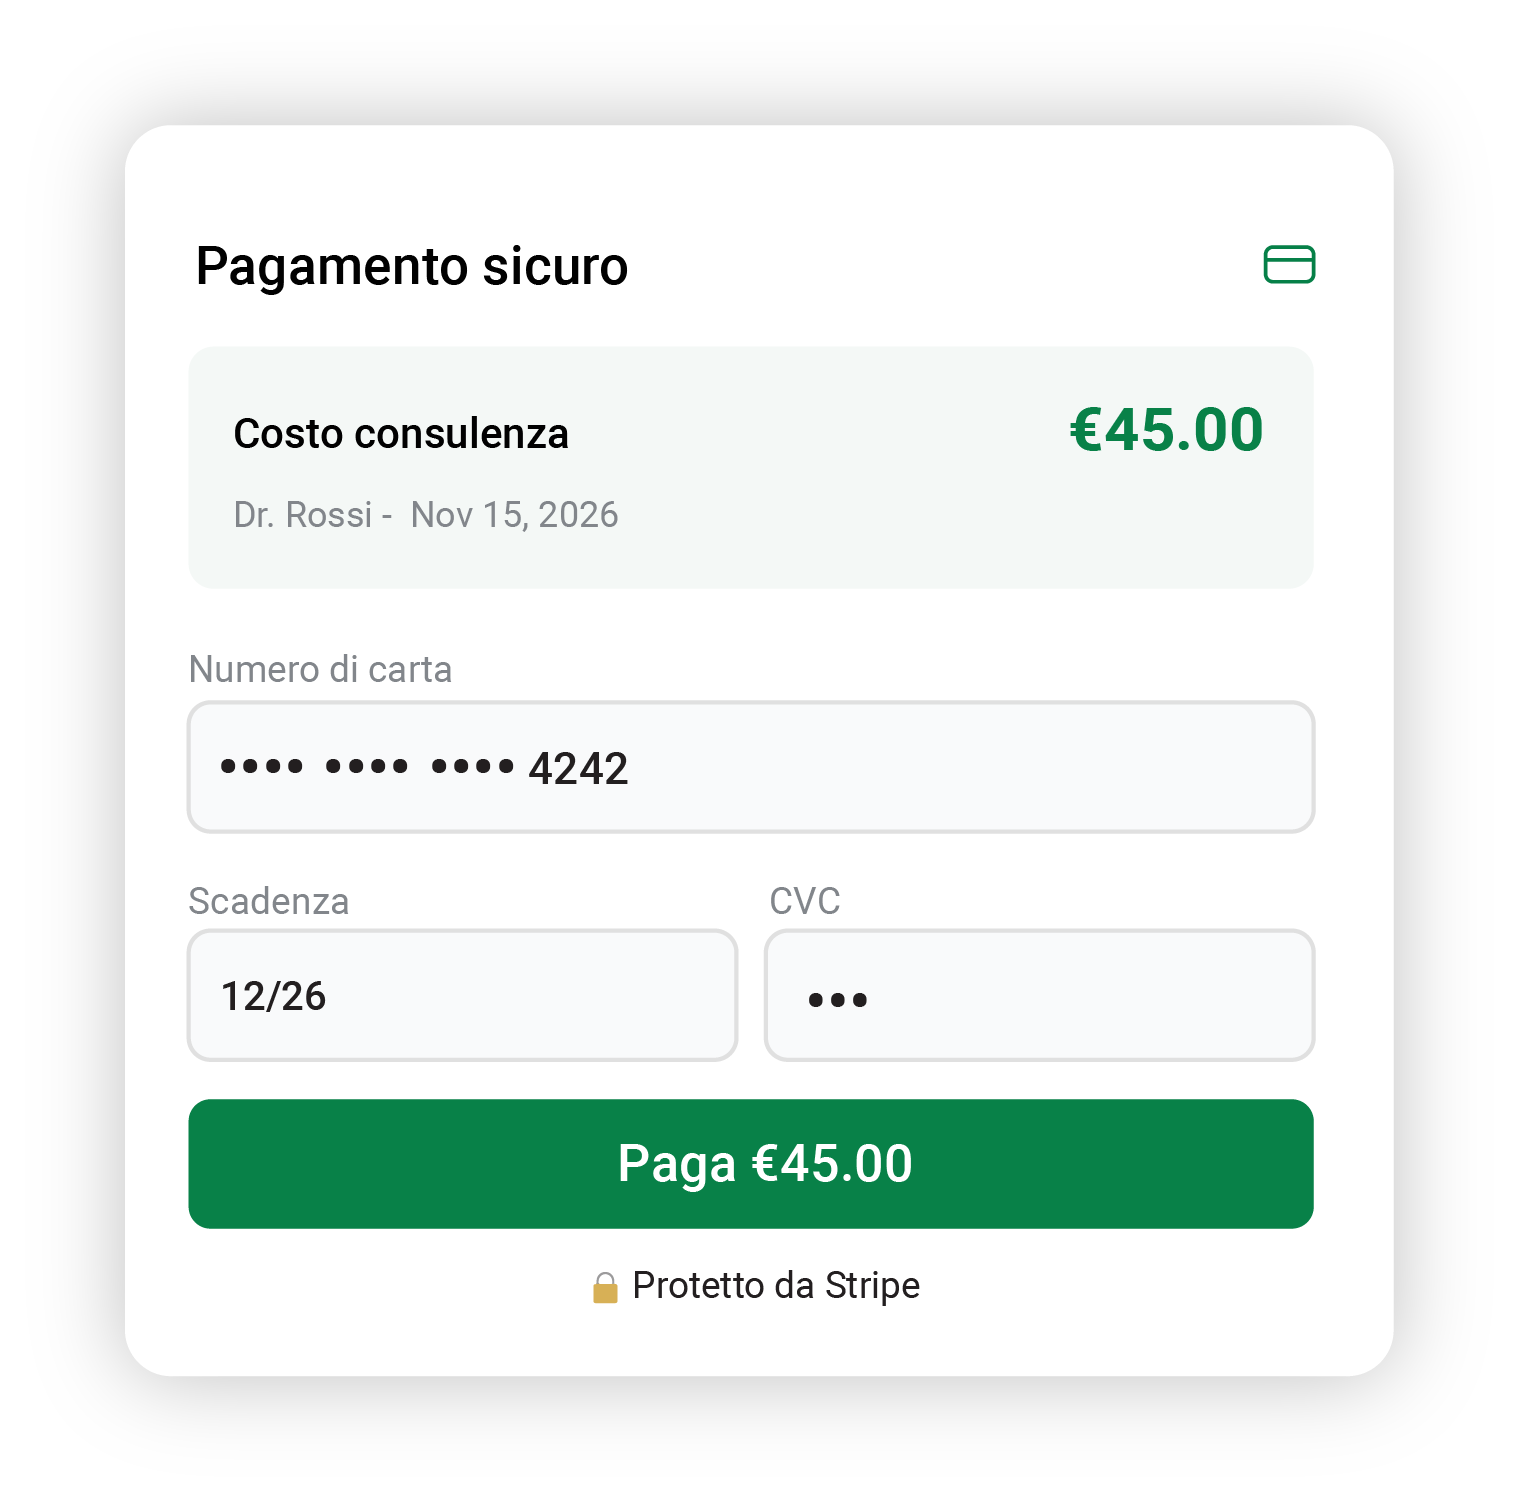 Pagamento sicuro
Costo consulenza €45.00
Dr. Rossi - Nov 15, 2026
Numero di carta
•••• •••• •••• 4242
Scadenza CVC
12/26 •••
Paga €45.00
Protetto da Stripe